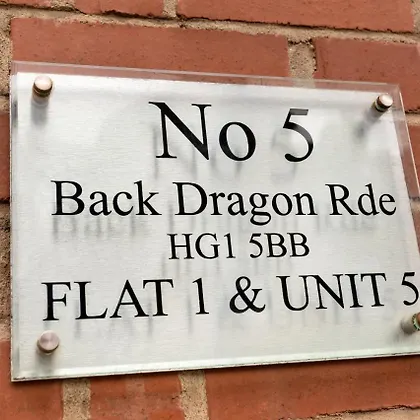 No 5
Back Dragon Rde
HG1 5BB
FLAT 1 & UNIT 5